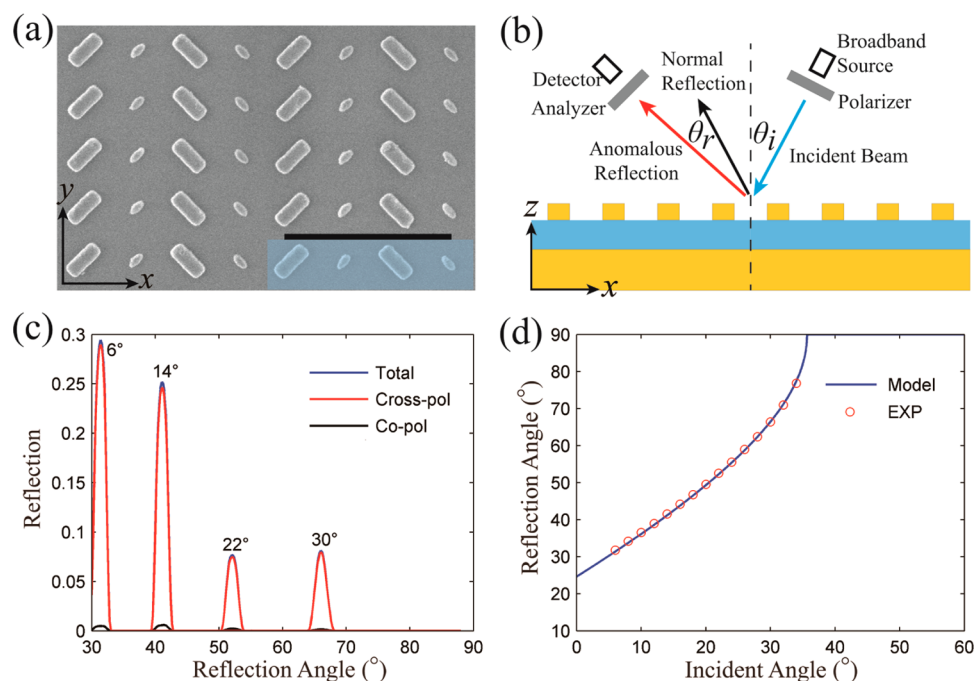 (a)
y
x
(b)
Detector
Analyzer
Normal
Reflection
Broadband
Source
Polarizer
θr
θi
Anomalous
Reflection
Incident Beam
z
x
(c)
0.3
0.25
0.2
0.15
0.1
0.05
0
Reflection
6°
14°
22°
30°
Total
Cross-pol
Co-pol
30 40 50 60 70 80 90
Reflection Angle (°)
(d)
90
80
70
60
50
40
30
20
10
0
Reflection Angle (°)
Model
EXP
0 10 20 30 40 50 60
Incident Angle (°)